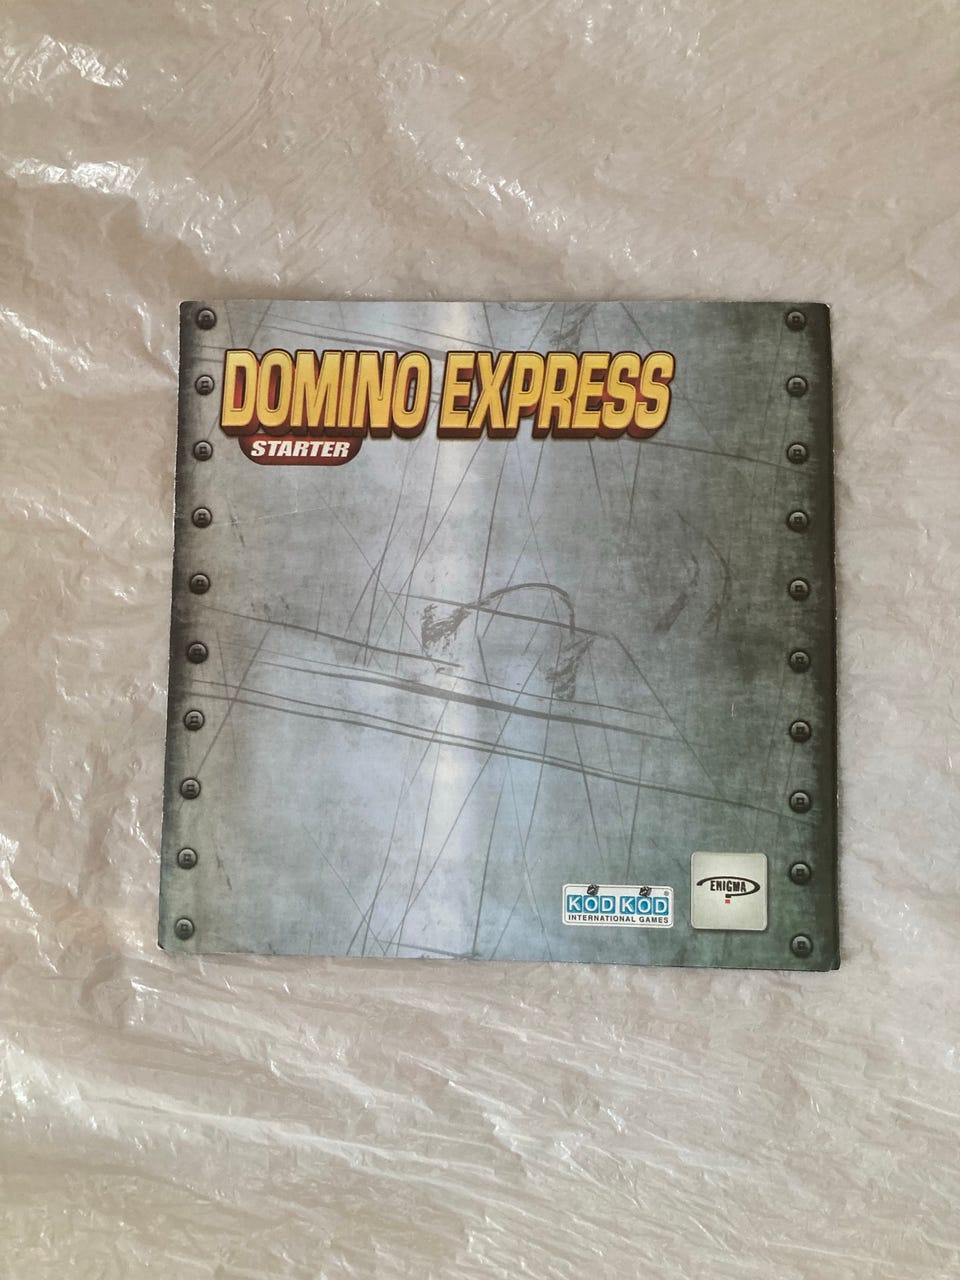 DOMINO EXPRESS
STARTER
KOD KOD®
INTERNATIONAL GAMES
ENIGMA